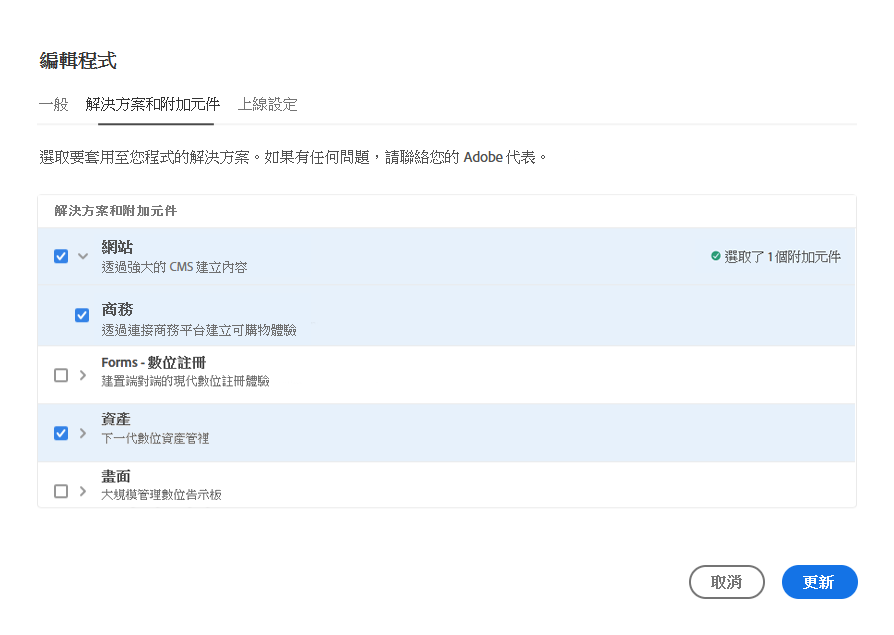 編輯程式
一般 解決方案和附加元件 上線設定
選取要套用至您程式的解決方案。如果有任何問題，請聯絡您的 Adobe 代表。
解決方案和附加元件
網站
透過強大的 CMS 建立內容
選取了 1 個附加元件
商務
透過連接商務平台建立可購物體驗
Forms - 數位註冊
建置端對端的現代數位註冊體驗
資產
下一代數位資產管裡
畫面
大規模管理數位告示板
取消 更新